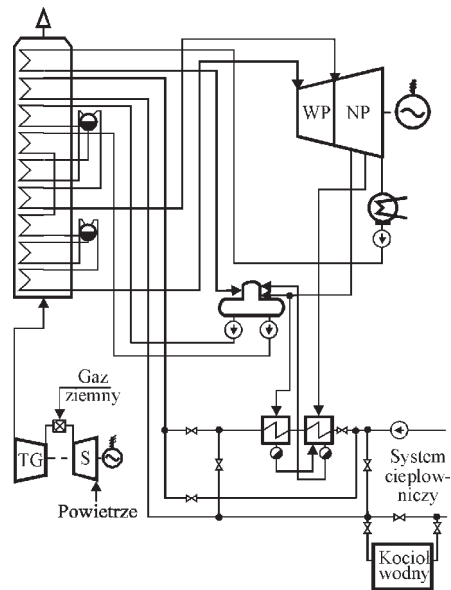 WP NP
Gaz
ziemny
TG
S
Powietrze
System
ciepłow-
niczy
Kocioł
wodny